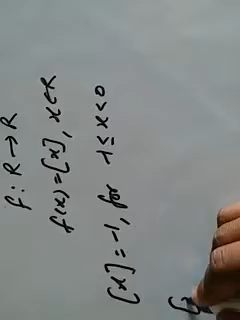 f : R → R
f(x) = [x], x ∈ R
[x] = -1, for -1 ≤ x < 0
[